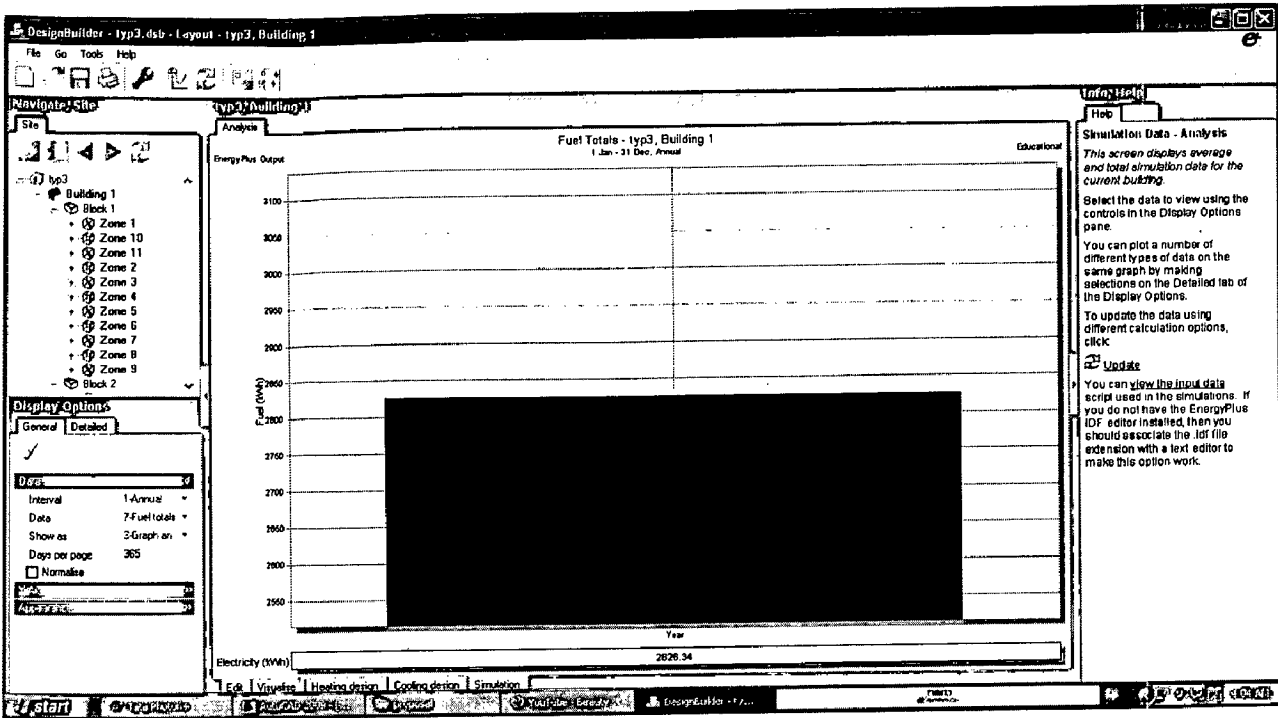 DesignBuilder - typ3.dsb - Layout - typ3, Building 1
File Go Tools Help
Navigate, Site
Site
typ3
Building 1
Block 1
Zone 1
Zone 10
Zone 11
Zone 2
Zone 3
Zone 4
Zone 5
Zone 6
Zone 7
Zone 8
Zone 9
Block 2
Display Options
General Detailed
Data
Interval 1-Annual
Data 7-Fuel totals
Show as 3-Graph an
Days per page 365
Normalise
typ3, Building 1
Analysis
Fuel Totals - typ3, Building 1
EnergyPlus Output
1 Jan - 31 Dec, Annual
Educational
Fuel (kWh)
3100
3050
3000
2950
2900
2850
2800
2750
2700
2650
2600
2550
Year
Electricity (kWh) 2826.34
Edit Visualise Heating design Cooling design Simulation
Info, Help
Help
Simulation Data - Analysis
This screen displays average
and total simulation data for the
current building.
Select the data to view using the
controls in the Display Options
pane.
You can plot a number of
different types of data on the
same graph by making
selections on the Detailed tab of
the Display Options.
To update the data using
different calculation options,
click:
Update
You can view the input data
script used in the simulations. If
you do not have the EnergyPlus
IDF editor installed, then you
should associate the .idf file
extension with a text editor to
make this option work.
start
Proposal
DesignBuilder - ty...